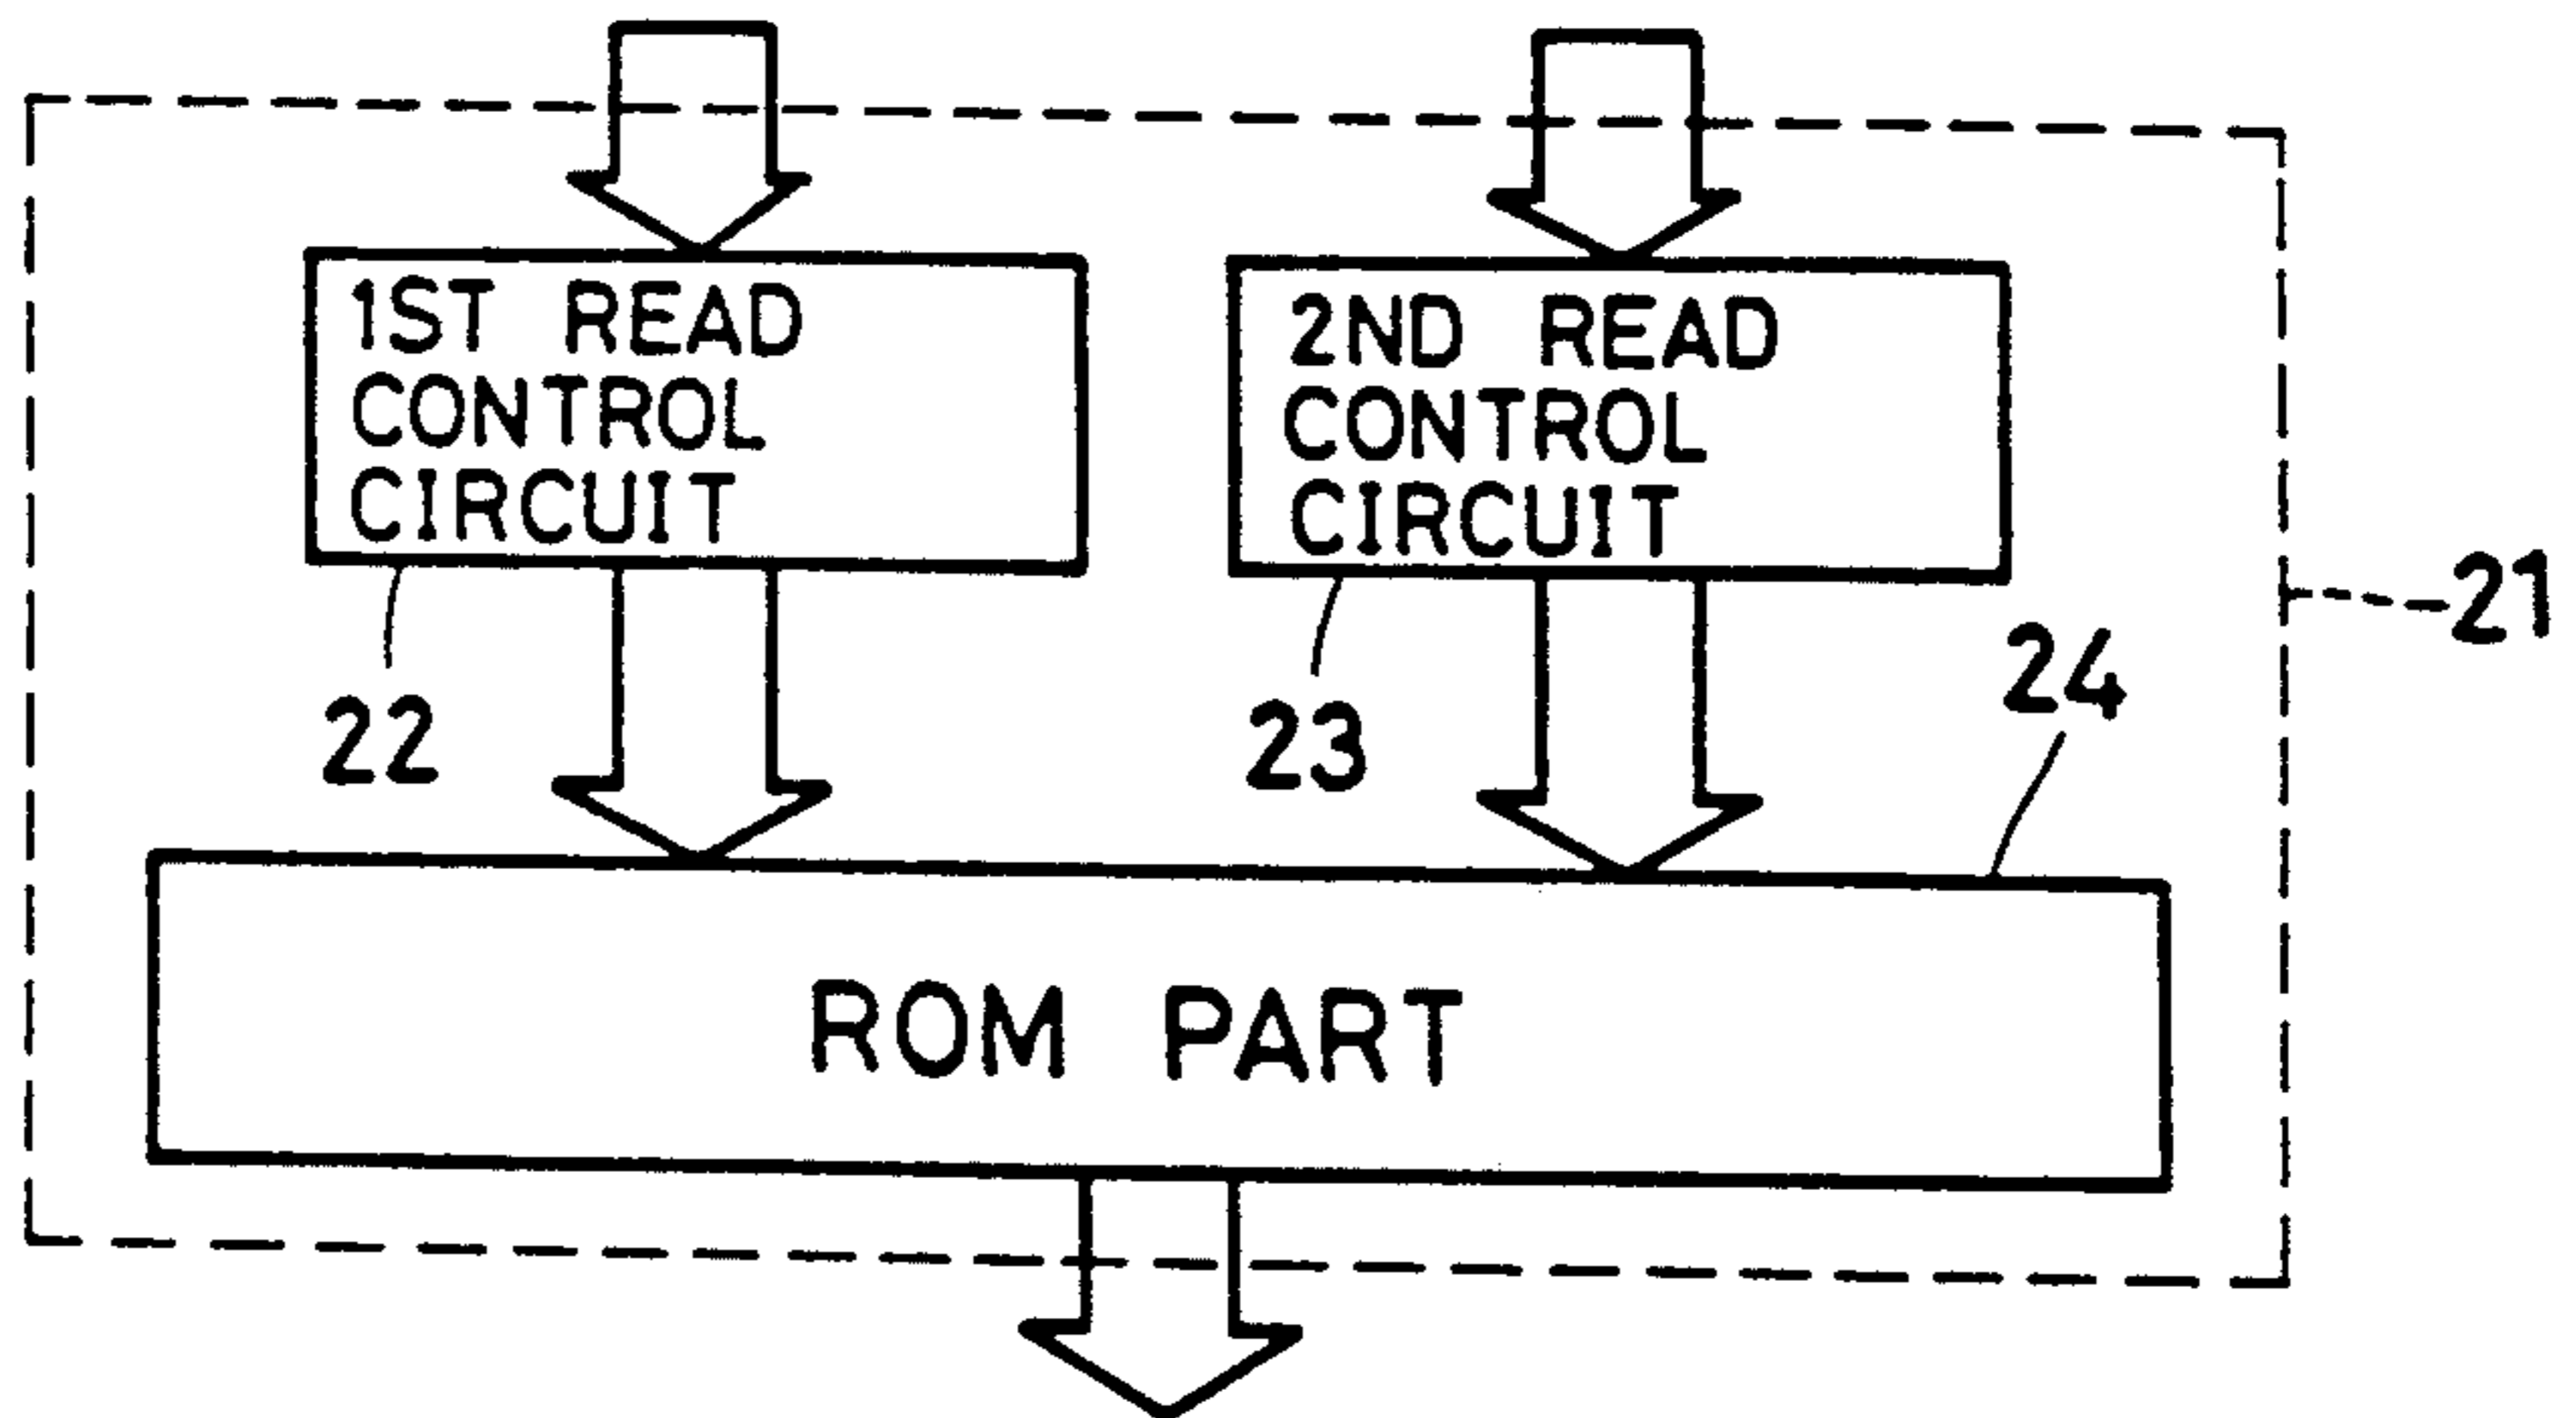 1ST READ
CONTROL
CIRCUIT
2ND READ
CONTROL
CIRCUIT
21
22
23
24
ROM PART